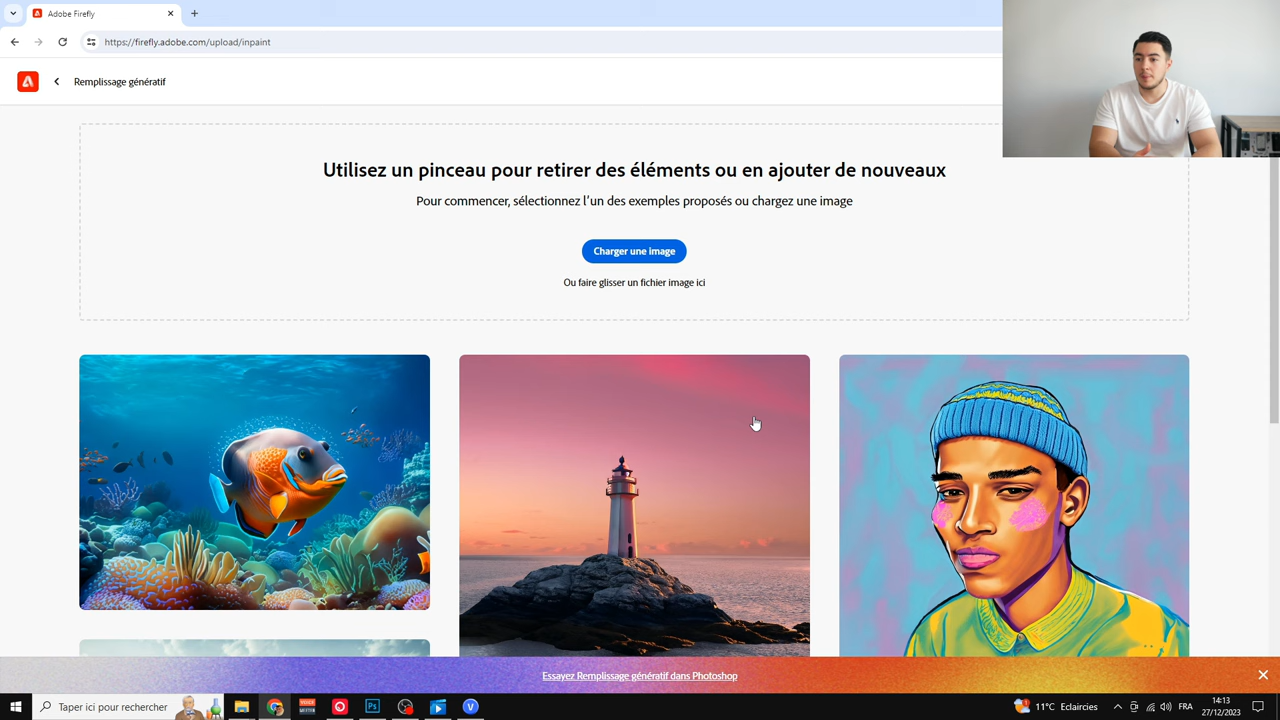 Adobe Firefly
https://firefly.adobe.com/upload/inpaint
Remplissage génératif
Utilisez un pinceau pour retirer des éléments ou en ajouter de nouveaux
Pour commencer, sélectionnez l'un des exemples proposés ou chargez une image
Charger une image
Ou faire glisser un fichier image ici
Essayez Remplissage génératif dans Photoshop
Taper ici pour rechercher
Ps
V
1
11°C Eclaircies
FRA
14:13
27/12/2023